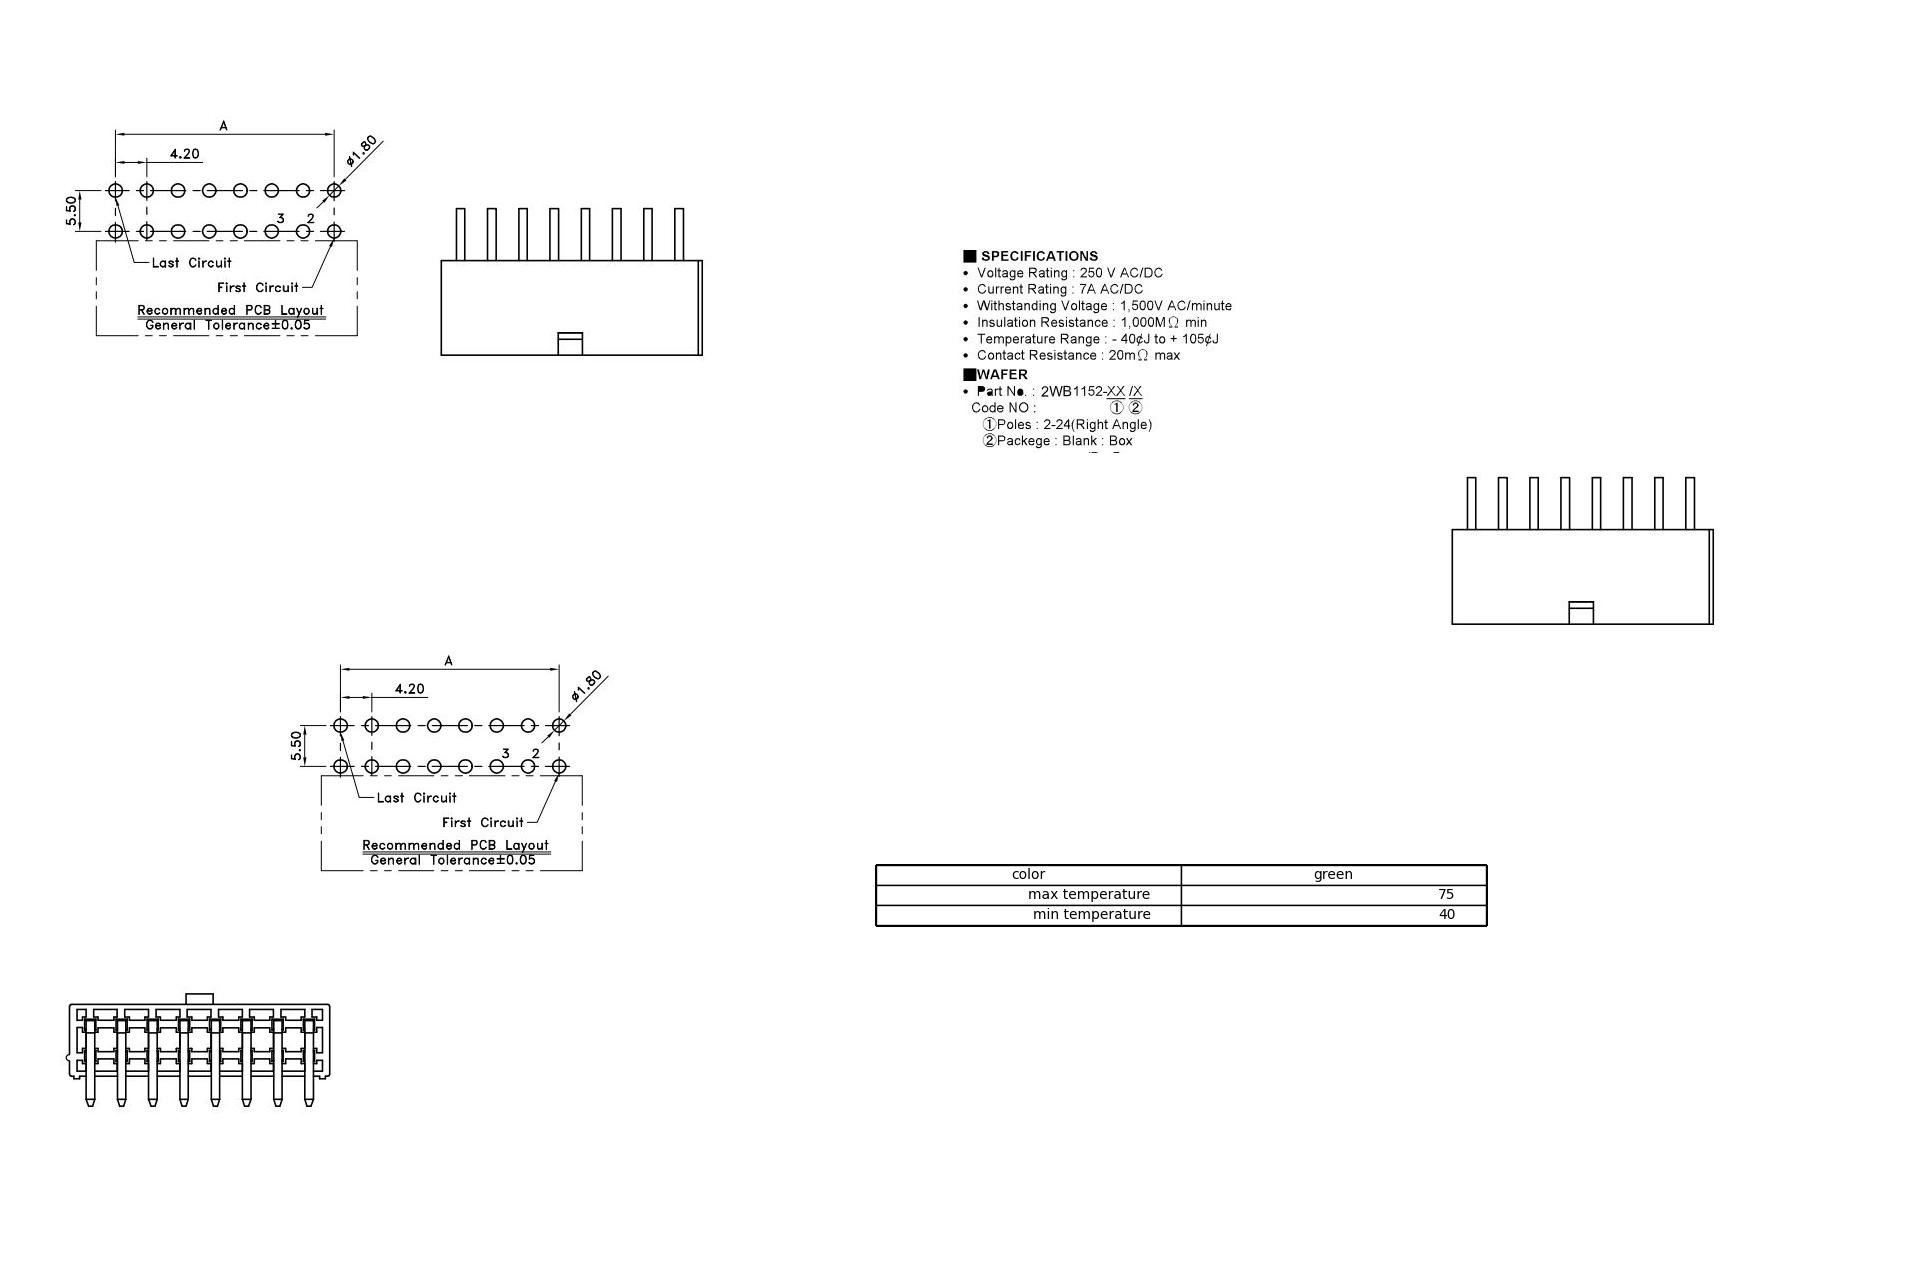 A
4.20
ø1.80
5.50
3 2
Last Circuit
First Circuit
Recommended PCB Layout
General Tolerance±0.05
■ SPECIFICATIONS
• Voltage Rating : 250 V AC/DC
• Current Rating : 7A AC/DC
• Withstanding Voltage : 1,500V AC/minute
• Insulation Resistance : 1,000MΩ min
• Temperature Range : - 40¢J to + 105¢J
• Contact Resistance : 20mΩ max
■WAFER
• Part No. : 2WB1152-XX /X
Code NO : ① ②
①Poles : 2-24(Right Angle)
②Packege : Blank : Box
A
4.20
ø1.80
5.50
3 2
Last Circuit
First Circuit
Recommended PCB Layout
General Tolerance±0.05
color green
max temperature 75
min temperature 40